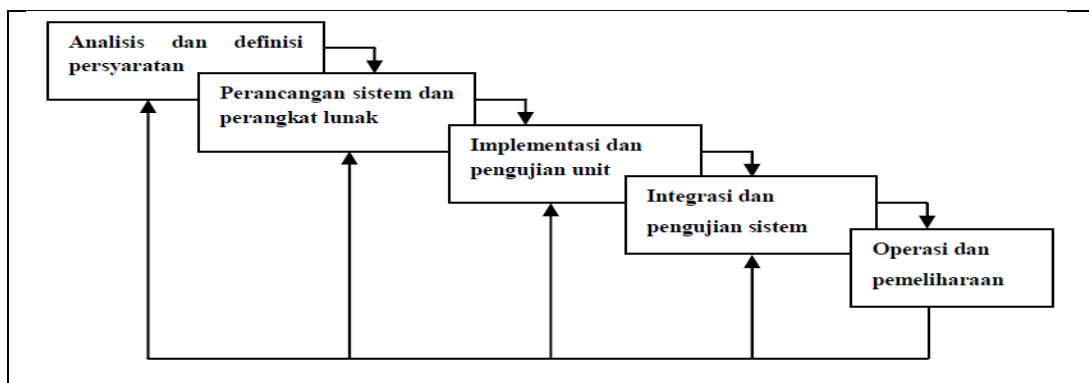 Analisis dan definisi
persyaratan
Perancangan sistem dan
perangkat lunak
Implementasi dan
pengujian unit
Integrasi dan
pengujian sistem
Operasi dan
pemeliharaan